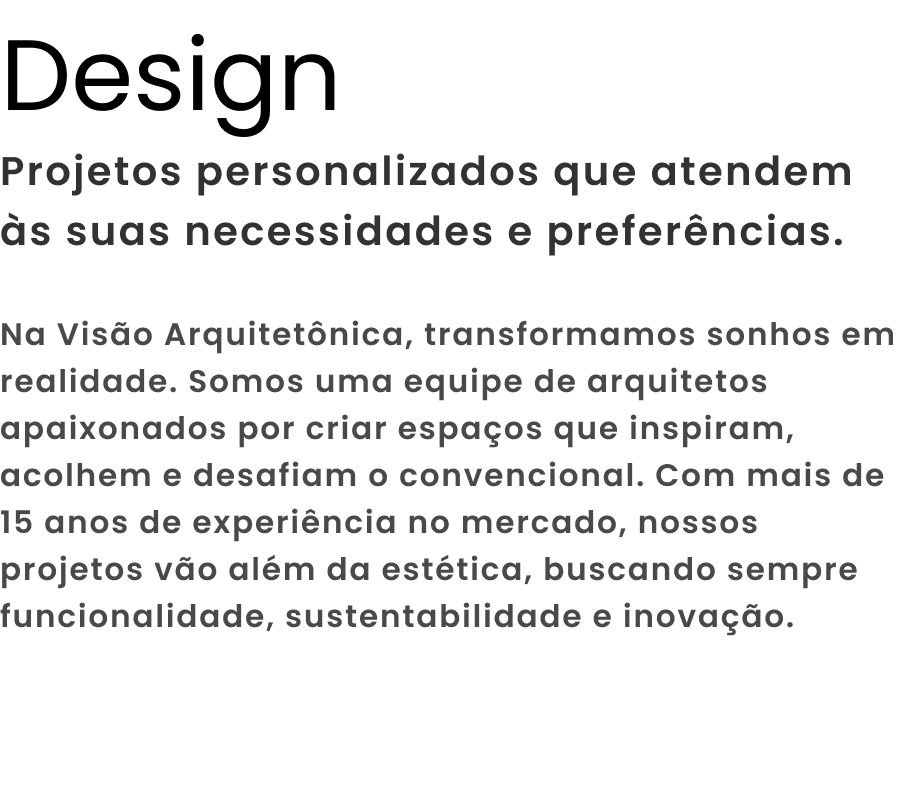 Design
Projetos personalizados que atendem
às suas necessidades e preferências.
Na Visão Arquitetônica, transformamos sonhos em
realidade. Somos uma equipe de arquitetos
apaixonados por criar espaços que inspiram,
acolhem e desafiam o convencional. Com mais de
15 anos de experiência no mercado, nossos
projetos vão além da estética, buscando sempre
funcionalidade, sustentabilidade e inovação.